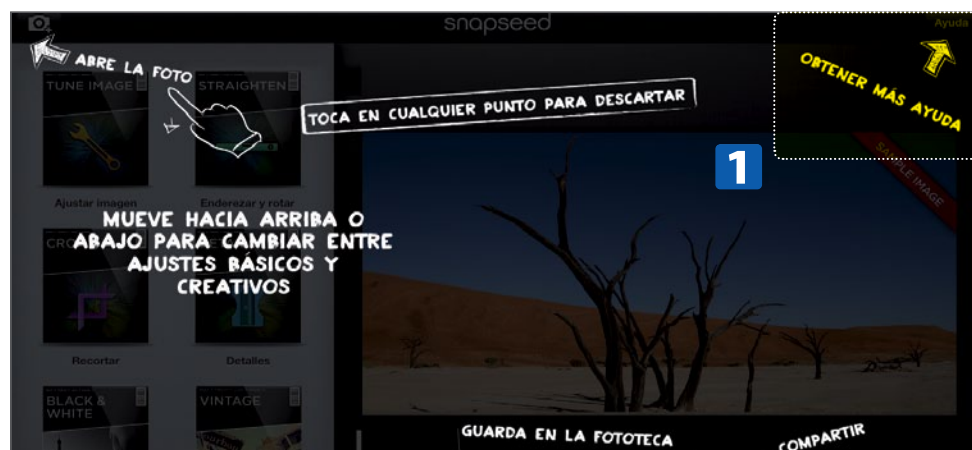 snapseed
Ayuda
ABRE LA FOTO
OBTENER MÁS AYUDA
TUNE IMAGE
STRAIGHTEN
TOCA EN CUALQUIER PUNTO PARA DESCARTAR
1
SAMPLE IMAGE
Ajustar imagen
Enderezar y rotar
MUEVE HACIA ARRIBA O
ABAJO PARA CAMBIAR ENTRE
AJUSTES BÁSICOS Y
CREATIVOS
Recortar
Detalles
BLACK &
WHITE
VINTAGE
GUARDA EN LA FOTOTECA
COMPARTIR